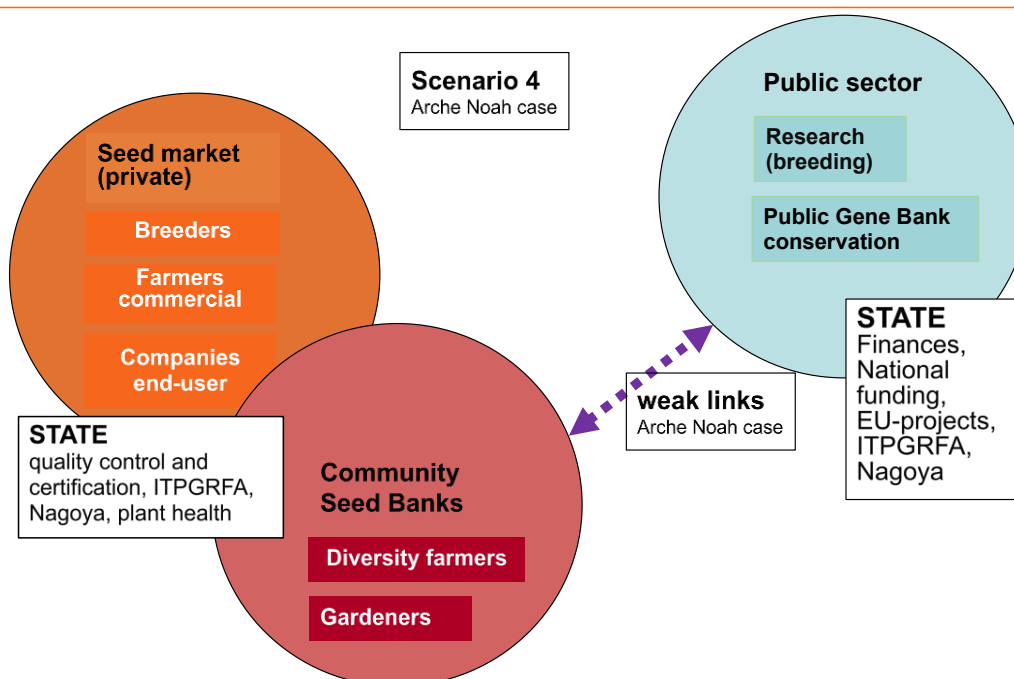 Scenario 4
Arche Noah case
Public sector
Research
(breeding)
Public Gene Bank
conservation
STATE
Finances,
National
funding,
EU-projects,
ITPGRFA,
Nagoya
Seed market
(private)
Breeders
Farmers
commercial
Companies
end-user
STATE
quality control and
certification, ITPGRFA,
Nagoya, plant health
weak links
Arche Noah case
Community
Seed Banks
Diversity farmers
Gardeners